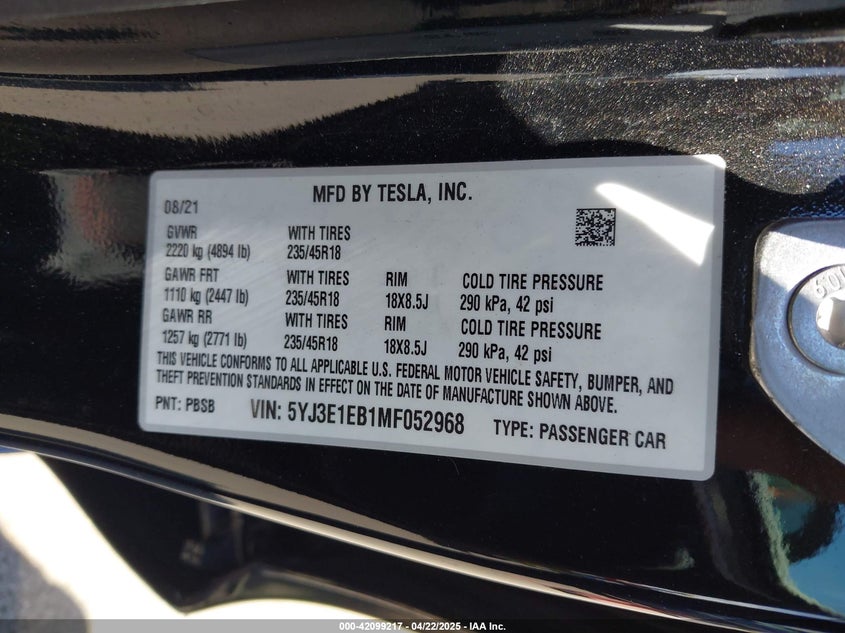 MFD BY TESLA, INC.
08/21
GVWR WITH TIRES
2220 kg (4894 lb) 235/45R18
GAWR FRT WITH TIRES RIM COLD TIRE PRESSURE
1110 kg (2447 lb) 235/45R18 18X8.5J 290 kPa, 42 psi
GAWR RR WITH TIRES RIM COLD TIRE PRESSURE
1257 kg (2771 lb) 235/45R18 18X8.5J 290 kPa, 42 psi
THIS VEHICLE CONFORMS TO ALL APPLICABLE U.S. FEDERAL MOTOR VEHICLE SAFETY, BUMPER, AND
THEFT PREVENTION STANDARDS IN EFFECT ON THE DATE OF MANUFACTURE SHOWN ABOVE.
PNT: PBSB VIN: 5YJ3E1EB1MF052968 TYPE: PASSENGER CAR
000-42099217 - 04/22/2025 - IAA Inc.